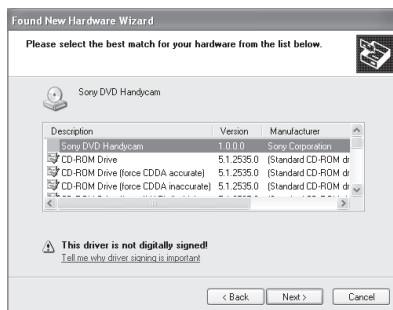 Found New Hardware Wizard
Please select the best match for your hardware from the list below.
Sony DVD Handycam
Description Version Manufacturer
Sony DVD Handycam 1.0.0.0 Sony Corporation
CD-ROM Drive 5.1.2535.0 (Standard CD-ROM dr
CD-ROM Drive (force CDDA accurate) 5.1.2535.0 (Standard CD-ROM dr
CD-ROM Drive (force CDDA inaccurate) 5.1.2535.0 (Standard CD-ROM dr
This driver is not digitally signed!
Tell me why driver signing is important
< Back Next > Cancel